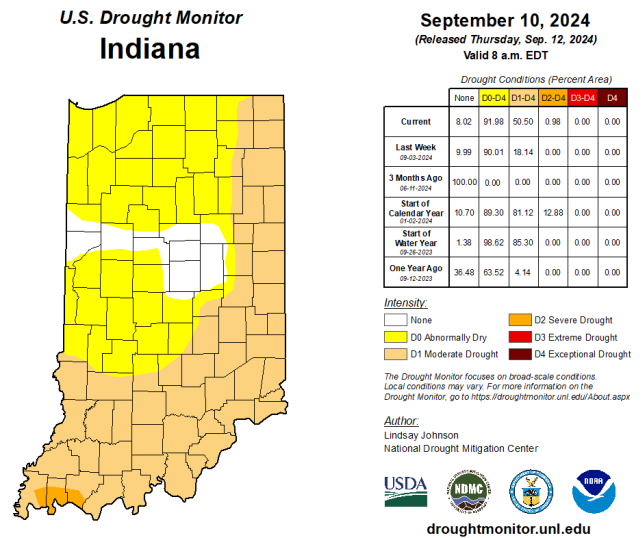 U.S. Drought Monitor
Indiana
September 10, 2024
(Released Thursday, Sep. 12, 2024)
Valid 8 a.m. EDT
Drought Conditions (Percent Area)
None D0-D4 D1-D4 D2-D4 D3-D4 D4
Current 8.02 91.98 50.50 0.98 0.00 0.00
Last Week
09-03-2024
9.99 90.01 18.14 0.00 0.00 0.00
3 Months Ago
06-11-2024
100.00 0.00 0.00 0.00 0.00 0.00
Start of
Calendar Year
01-02-2024
10.70 89.30 81.12 12.88 0.00 0.00
Start of
Water Year
09-26-2023
1.38 98.62 85.30 0.00 0.00 0.00
One Year Ago
09-12-2023
36.48 63.52 4.14 0.00 0.00 0.00
Intensity:
None
D0 Abnormally Dry
D1 Moderate Drought
D2 Severe Drought
D3 Extreme Drought
D4 Exceptional Drought
The Drought Monitor focuses on broad-scale conditions.
Local conditions may vary. For more information on the
Drought Monitor, go to https://droughtmonitor.unl.edu/About.aspx
Author:
Lindsay Johnson
National Drought Mitigation Center
USDA
NDMC
NOAA
droughtmonitor.unl.edu